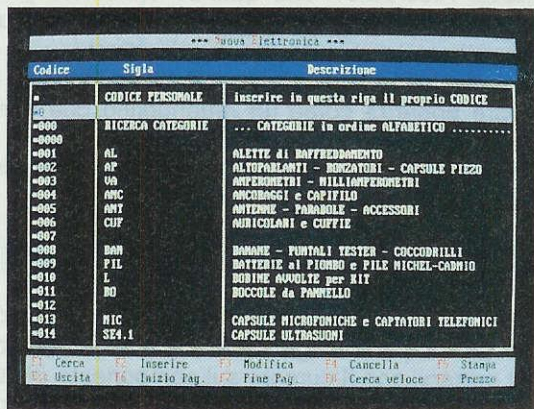 *** Nuova Elettronica ***
Codice Sigla Descrizione
= CODICE PERSONALE inserire in questa riga il proprio CODICE
=0
=000 RICERCA CATEGORIE ... CATEGORIE in ordine ALFABETICO ..........
=0000
=001 AL ALETTE di RAFFREDDAMENTO
=002 AP ALTOPARLANTI - RONZATORI - CAPSULE PIEZO
=003 VA AMPEROMETRI - MILLIAMPEROMETRI
=004 ANC ANCORAGGI e CAPIFILO
=005 ANT ANTENNE - PARABOLE - ACCESSORI
=006 CUF AURICOLARI e CUFFIE
=007
=008 BAN BANANE - PUNTALI TESTER - COCCODRILLI
=009 PIL BATTERIE al PIOMBO e PILE NICHEL-CADMIO
=010 L BOBINE AVVOLTE per KIT
=011 BO BOCCOLE da PANNELLO
=012
=013 MIC CAPSULE MICROFONICHE e CAPTATORI TELEFONICI
=014 SE4.1 CAPSULE ULTRASUONI
F1 Cerca F2 Inserire F3 Modifica F4 Cancella F5 Stampa
Esc Uscita F6 Inizio Pag. F7 Fine Pag. F8 Cerca veloce Prezzo